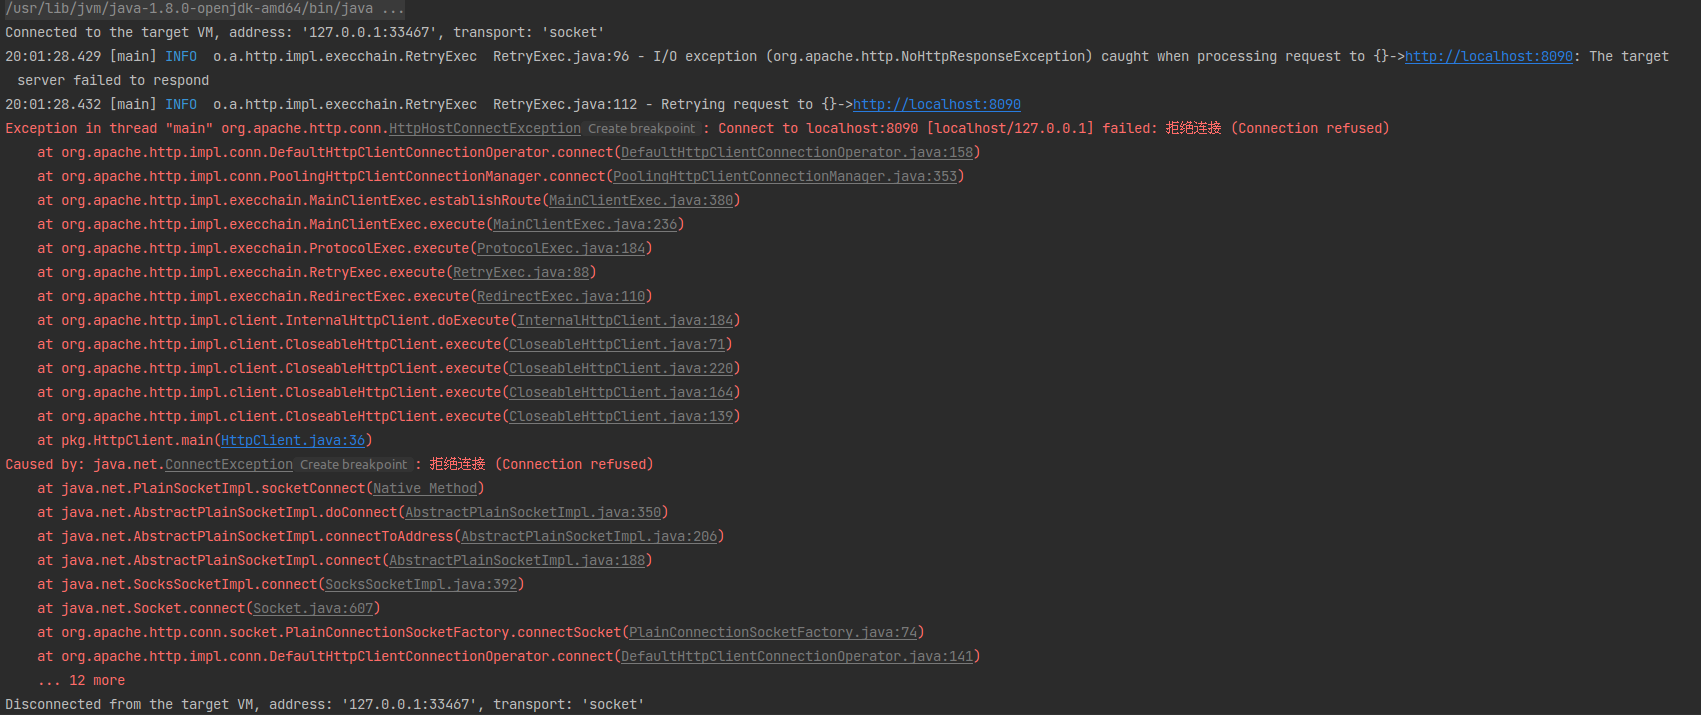 /usr/lib/jvm/java-1.8.0-openjdk-amd64/bin/java ...
Connected to the target VM, address: '127.0.0.1:33467', transport: 'socket'
20:01:28.429 [main] INFO  o.a.http.impl.execchain.RetryExec  RetryExec.java:96 - I/O exception (org.apache.http.NoHttpResponseException) caught when processing request to {}->http://localhost:8090: The target
server failed to respond
20:01:28.432 [main] INFO  o.a.http.impl.execchain.RetryExec  RetryExec.java:112 - Retrying request to {}->http://localhost:8090
Exception in thread "main" org.apache.http.conn.HttpHostConnectException Create breakpoint : Connect to localhost:8090 [localhost/127.0.0.1] failed: 拒绝连接 (Connection refused)
at org.apache.http.impl.conn.DefaultHttpClientConnectionOperator.connect(DefaultHttpClientConnectionOperator.java:158)
at org.apache.http.impl.conn.PoolingHttpClientConnectionManager.connect(PoolingHttpClientConnectionManager.java:353)
at org.apache.http.impl.execchain.MainClientExec.establishRoute(MainClientExec.java:380)
at org.apache.http.impl.execchain.MainClientExec.execute(MainClientExec.java:236)
at org.apache.http.impl.execchain.ProtocolExec.execute(ProtocolExec.java:184)
at org.apache.http.impl.execchain.RetryExec.execute(RetryExec.java:88)
at org.apache.http.impl.execchain.RedirectExec.execute(RedirectExec.java:110)
at org.apache.http.impl.client.InternalHttpClient.doExecute(InternalHttpClient.java:184)
at org.apache.http.impl.client.CloseableHttpClient.execute(CloseableHttpClient.java:71)
at org.apache.http.impl.client.CloseableHttpClient.execute(CloseableHttpClient.java:220)
at org.apache.http.impl.client.CloseableHttpClient.execute(CloseableHttpClient.java:164)
at org.apache.http.impl.client.CloseableHttpClient.execute(CloseableHttpClient.java:139)
at pkg.HttpClient.main(HttpClient.java:36)
Caused by: java.net.ConnectException Create breakpoint : 拒绝连接 (Connection refused)
at java.net.PlainSocketImpl.socketConnect(Native Method)
at java.net.AbstractPlainSocketImpl.doConnect(AbstractPlainSocketImpl.java:350)
at java.net.AbstractPlainSocketImpl.connectToAddress(AbstractPlainSocketImpl.java:206)
at java.net.AbstractPlainSocketImpl.connect(AbstractPlainSocketImpl.java:188)
at java.net.SocksSocketImpl.connect(SocksSocketImpl.java:392)
at java.net.Socket.connect(Socket.java:607)
at org.apache.http.conn.socket.PlainConnectionSocketFactory.connectSocket(PlainConnectionSocketFactory.java:74)
at org.apache.http.impl.conn.DefaultHttpClientConnectionOperator.connect(DefaultHttpClientConnectionOperator.java:141)
... 12 more
Disconnected from the target VM, address: '127.0.0.1:33467', transport: 'socket'